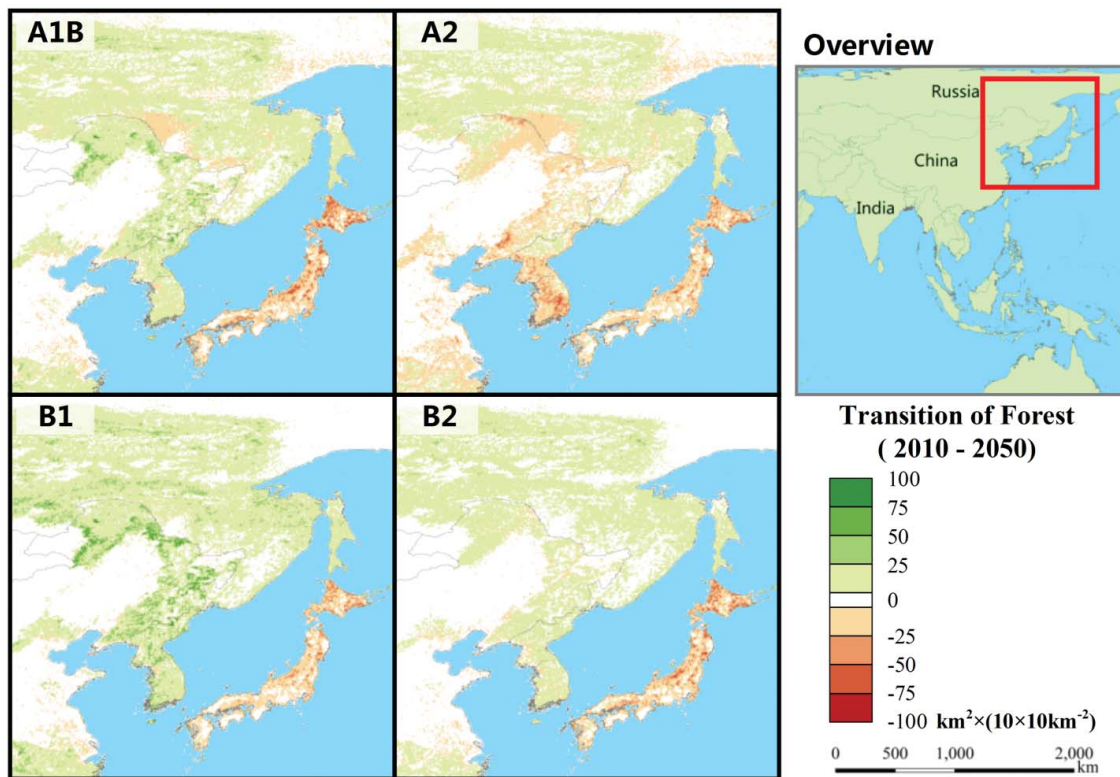 A1B
A2
B1
B2
Overview
Russia
China
India
Transition of Forest
( 2010 - 2050)
100
75
50
25
0
-25
-50
-75
-100
km²×(10×10km⁻²)
0 500 1,000 2,000
km